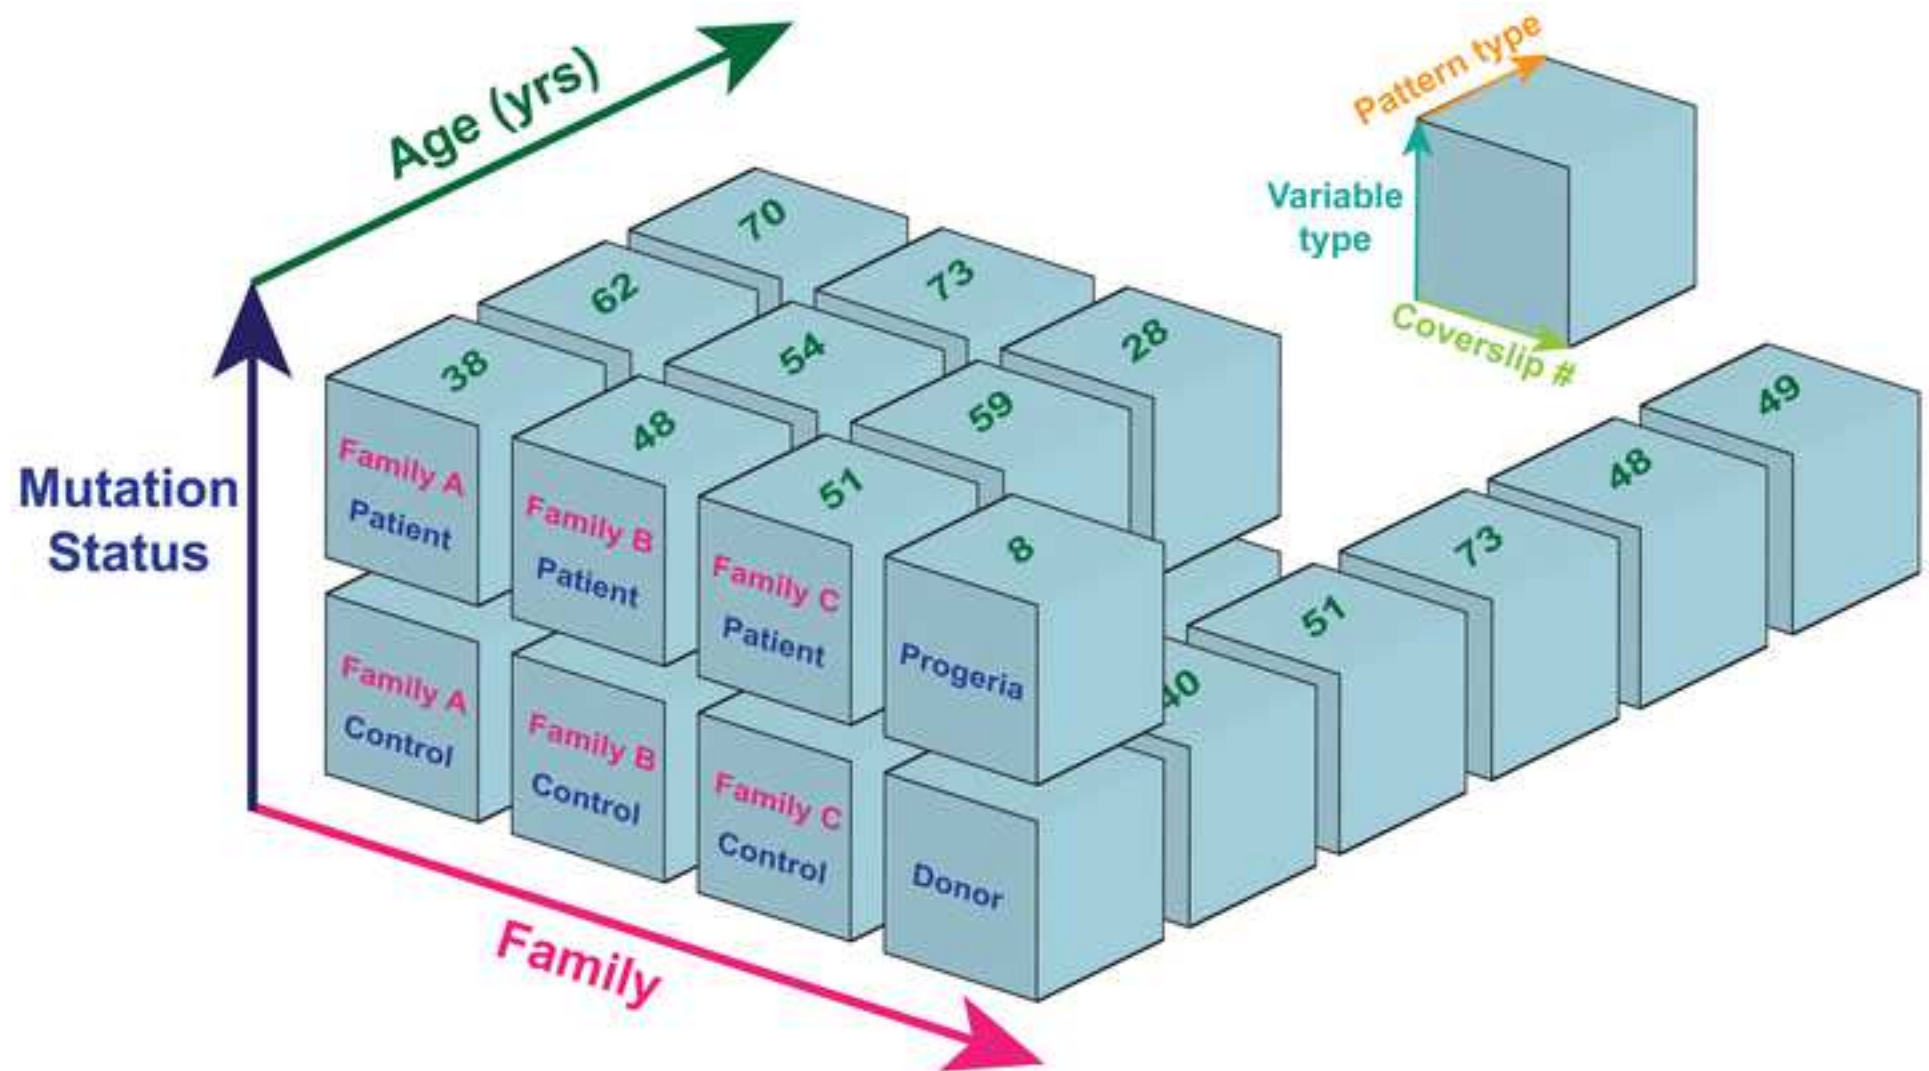 Age (yrs)
Pattern type
Variable
type
Coverslip #
70
62
73
38
54
28
48
59
51
8
49
48
73
51
40
Mutation
Status
Family A
Patient
Family B
Patient
Family C
Patient
Progeria
Family A
Control
Family B
Control
Family C
Control
Donor
Family